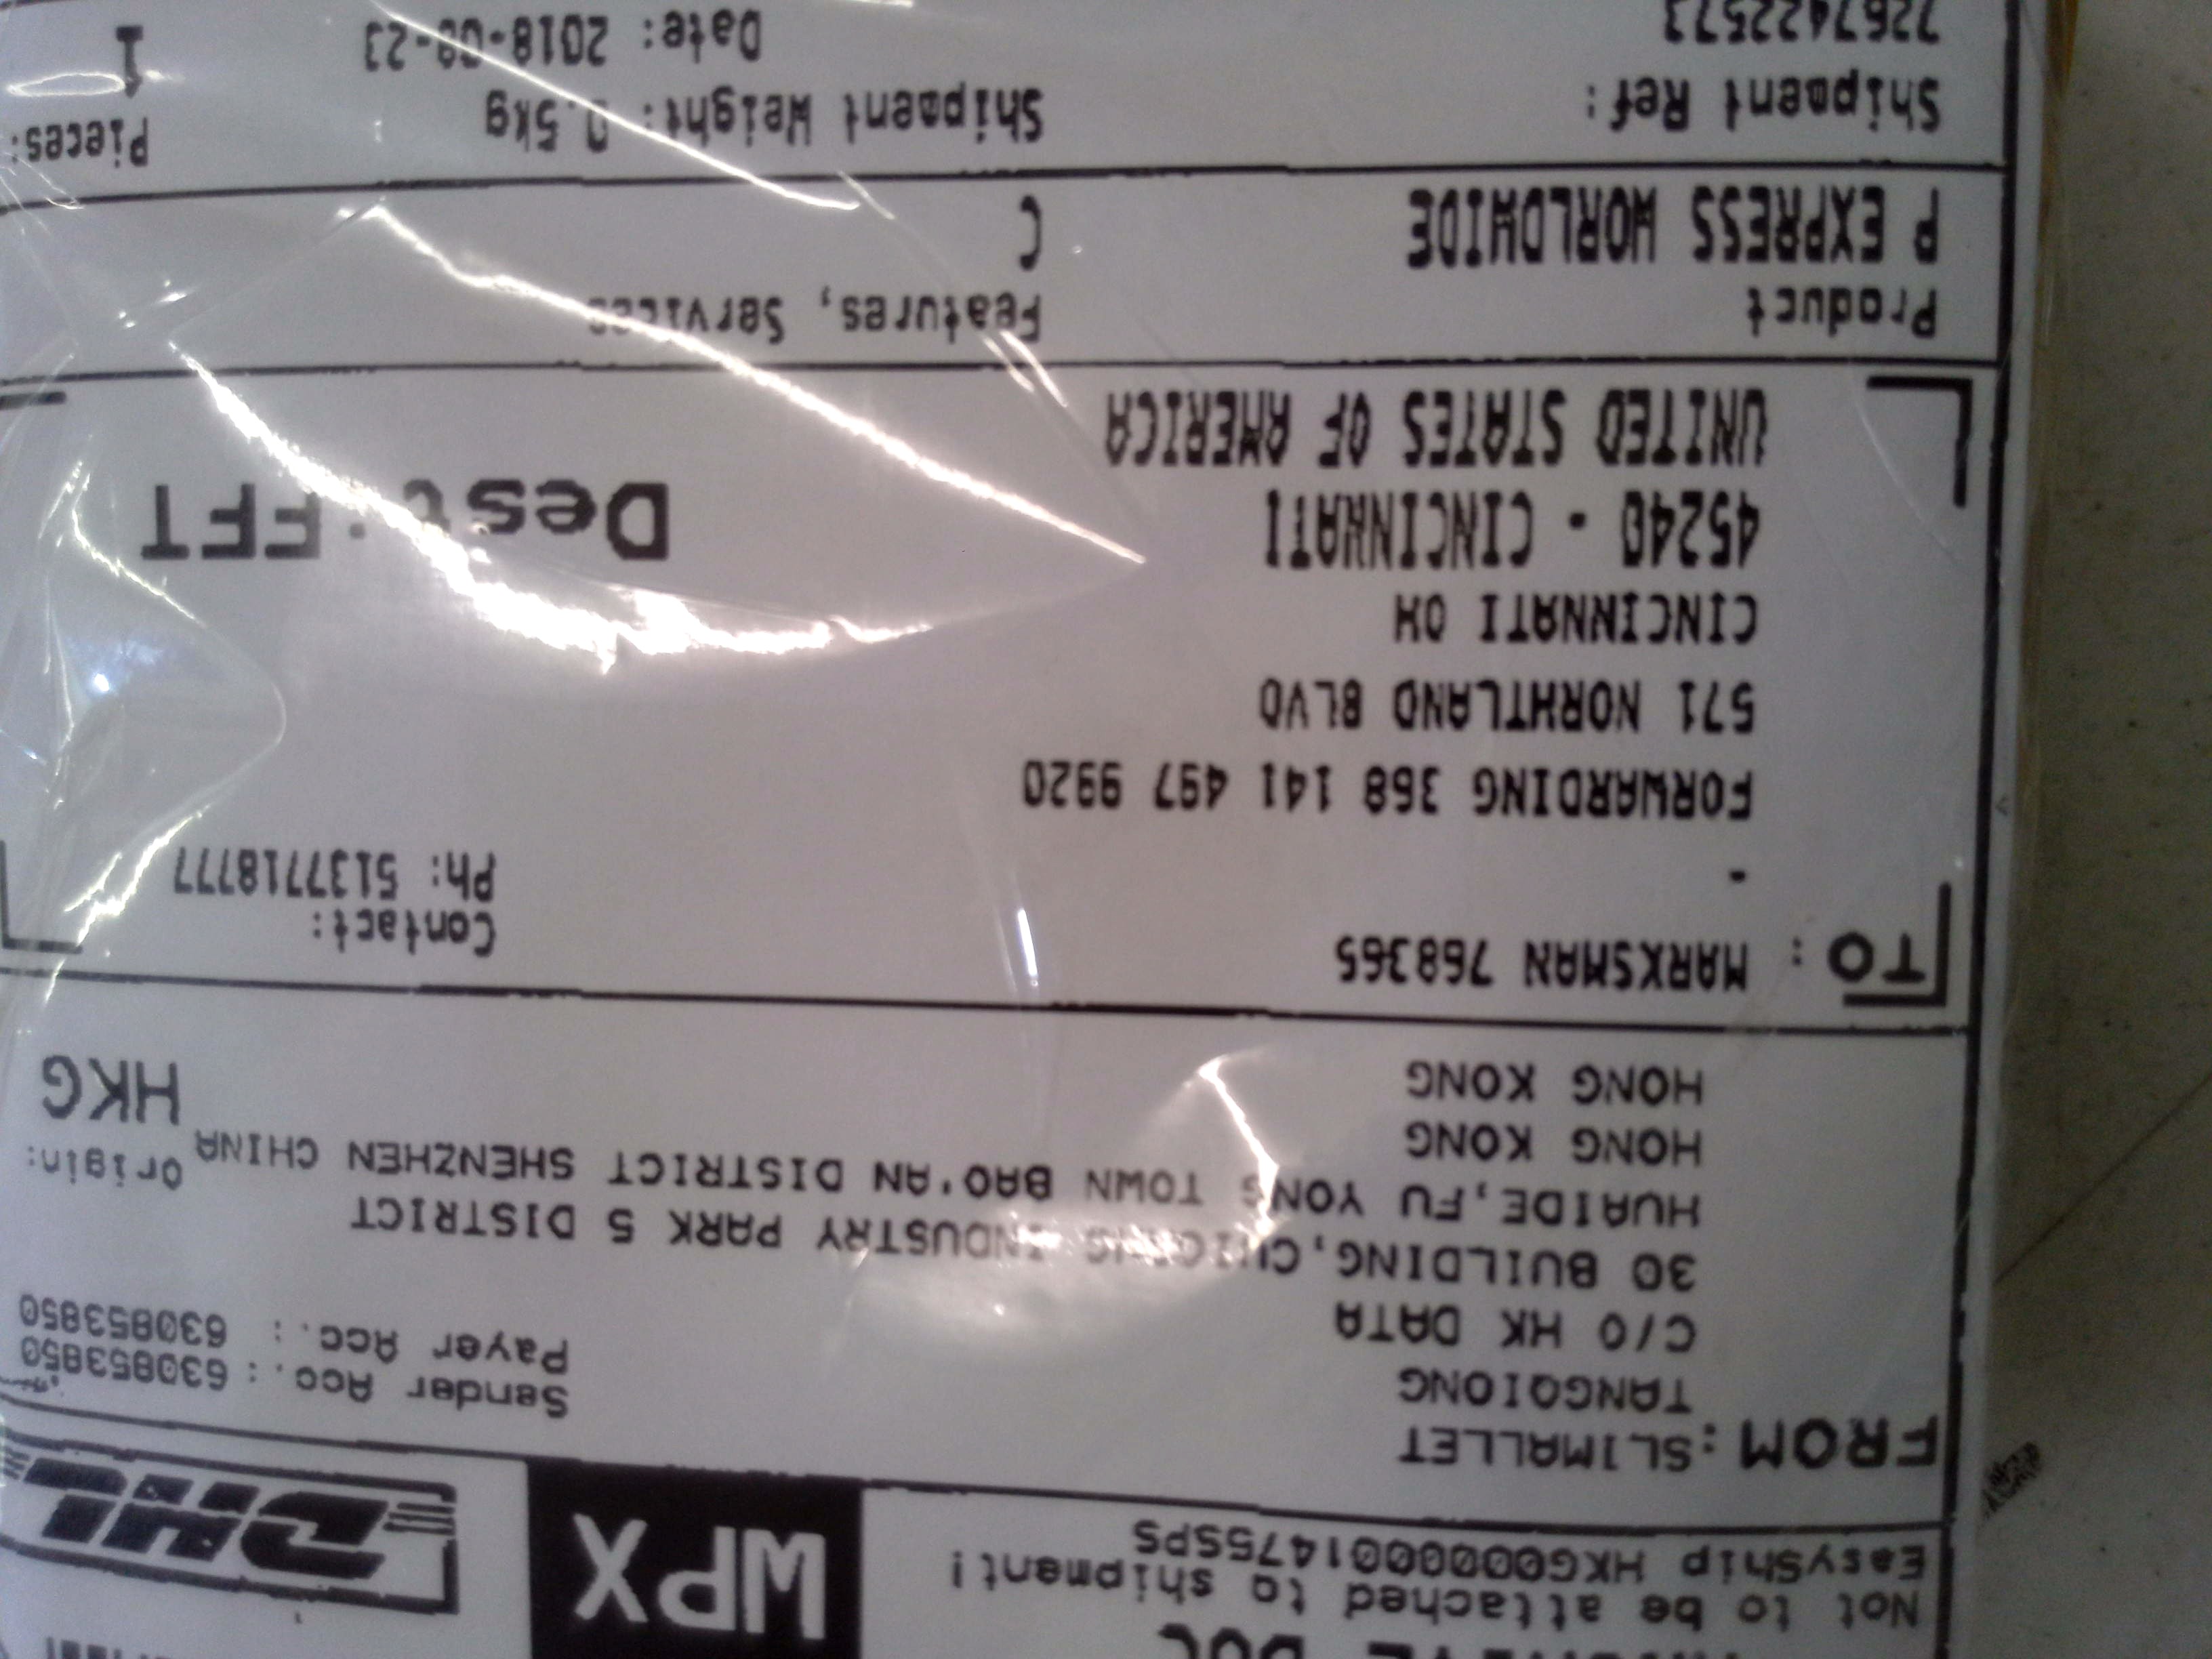 DOC
Not to be attached to shipment!
EasyShip HKG0000001475SPS
WPX
DHL
FROM: SLIMALLET
TANGQIONG
C/O HK DATA
30 BUILDING, INDUSTRY PARK 5 DISTRICT
HUAIDE,FU YONG TOWN BAO'AN DISTRICT SHENZHEN CHINA
HONG KONG
HONG KONG
Sender Acc.: 630853850
Payer Acc. : 630853850
Origin:
HKG
TO: MARKSMAN 768365
-
FORWARDING 368 141 497 9920
571 NORHTLAND BLVD
CINCINNATI OH
45240 - CINCINNATI
UNITED STATES OF AMERICA
Contact:
Ph: 5137718777
Dest:FFT
Product
P EXPRESS WORLDWIDE
Features, Services
C
Shipment Ref:
7267422573
Shipment Weight: 0.5kg
Date: 2018-08-23
Pieces:
1